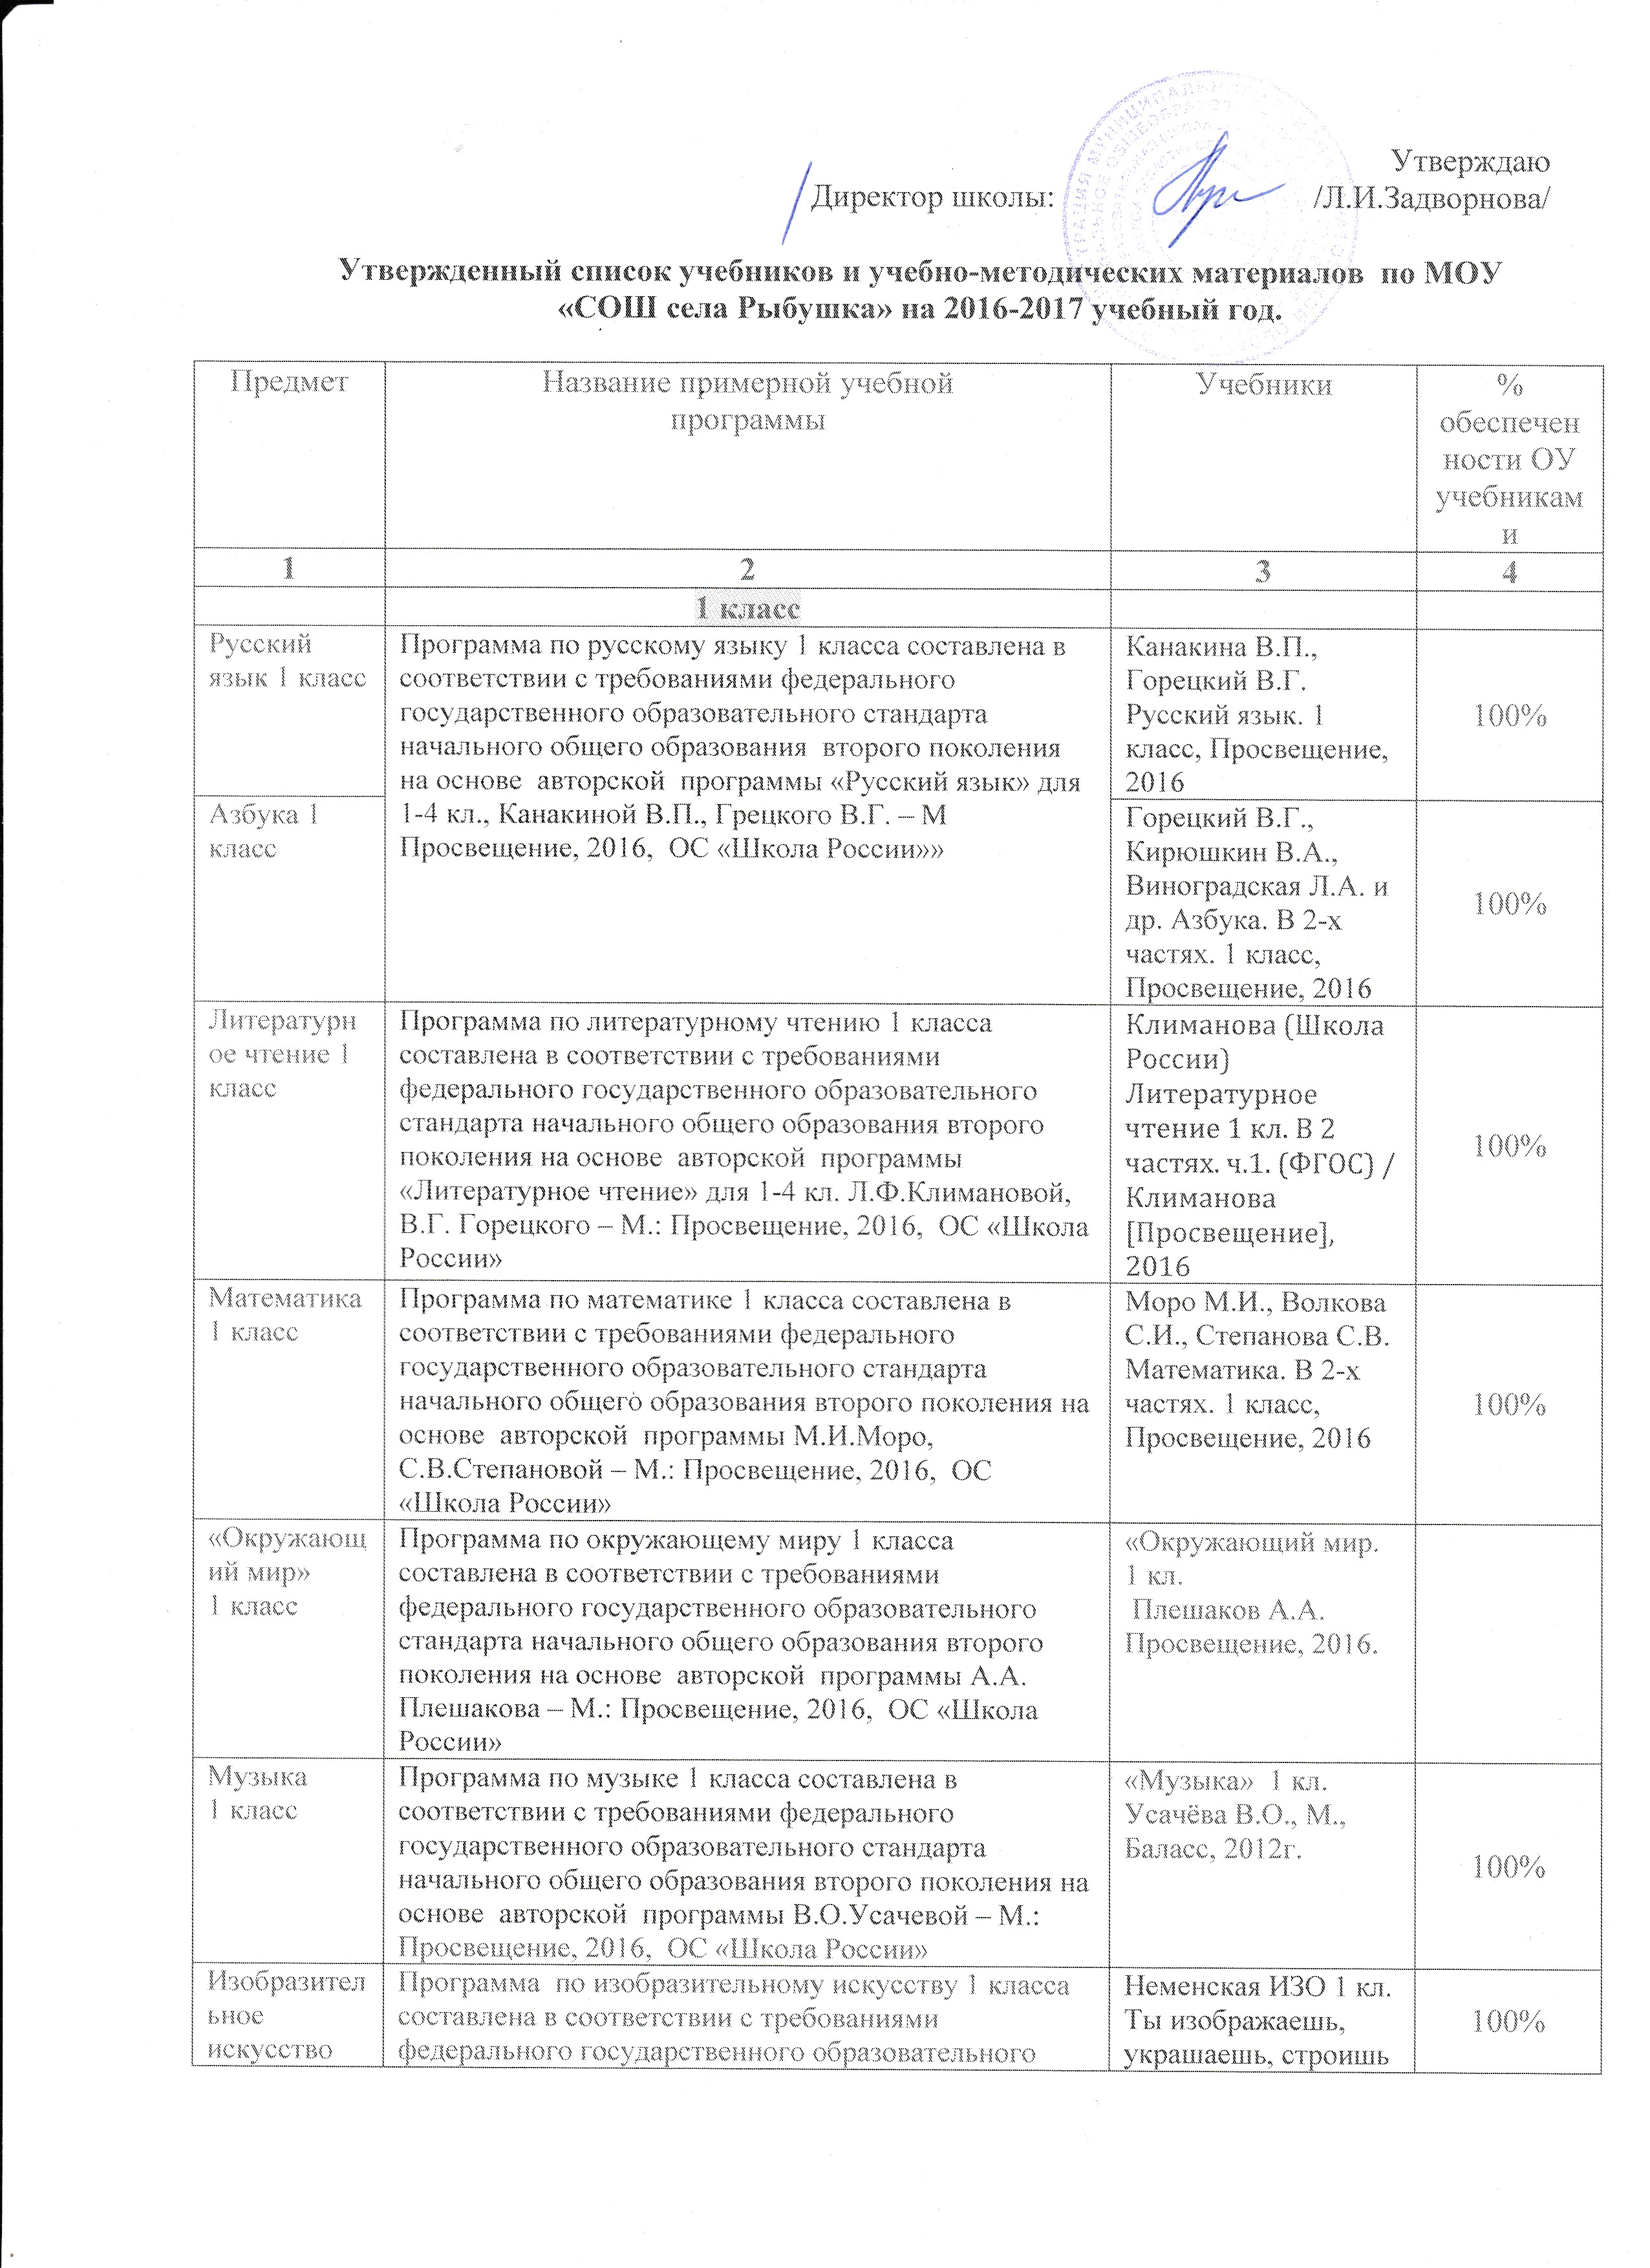 Утверждаю
Директор школы: /Л.И.Задворнова/
Утвержденный список учебников и учебно-методических материалов по МОУ
«СОШ села Рыбушка» на 2016-2017 учебный год.
Предмет
Название примерной учебной
программы
Учебники
%
обеспечен
ности ОУ
учебникам
и
1
2
3
4
1 класс
Русский
язык 1 класс
Программа по русскому языку 1 класса составлена в
соответствии с требованиями федерального
государственного образовательного стандарта
начального общего образования второго поколения
на основе авторской программы «Русский язык» для
1-4 кл., Канакиной В.П., Грецкого В.Г. – М
Просвещение, 2016, ОС «Школа России»»
Канакина В.П.,
Горецкий В.Г.
Русский язык. 1
класс, Просвещение,
2016
100%
Азбука 1
класс
Горецкий В.Г.,
Кирюшкин В.А.,
Виноградская Л.А. и
др. Азбука. В 2-х
частях. 1 класс,
Просвещение, 2016
100%
Литературн
ое чтение 1
класс
Программа по литературному чтению 1 класса
составлена в соответствии с требованиями
федерального государственного образовательного
стандарта начального общего образования второго
поколения на основе авторской программы
«Литературное чтение» для 1-4 кл. Л.Ф.Климановой,
В.Г. Горецкого – М.: Просвещение, 2016, ОС «Школа
России»
Климанова (Школа
России)
Литературное
чтение 1 кл. В 2
частях. ч.1. (ФГОС) /
Климанова
[Просвещение],
2016
100%
Математика
1 класс
Программа по математике 1 класса составлена в
соответствии с требованиями федерального
государственного образовательного стандарта
начального общего образования второго поколения на
основе авторской программы М.И.Моро,
С.В.Степановой – М.: Просвещение, 2016, ОС
«Школа России»
Моро М.И., Волкова
С.И., Степанова С.В.
Математика. В 2-х
частях. 1 класс,
Просвещение, 2016
100%
«Окружающ
ий мир»
1 класс
Программа по окружающему миру 1 класса
составлена в соответствии с требованиями
федерального государственного образовательного
стандарта начального общего образования второго
поколения на основе авторской программы А.А.
Плешакова – М.: Просвещение, 2016, ОС «Школа
России»
«Окружающий мир.
1 кл.
Плешаков А.А.
Просвещение, 2016.
Музыка
1 класс
Программа по музыке 1 класса составлена в
соответствии с требованиями федерального
государственного образовательного стандарта
начального общего образования второго поколения на
основе авторской программы В.О.Усачевой – М.:
Просвещение, 2016, ОС «Школа России»
«Музыка» 1 кл.
Усачёва В.О., М.,
Баласс, 2012г.
100%
Изобразител
ьное
искусство
Программа по изобразительному искусству 1 класса
составлена в соответствии с требованиями
федерального государственного образовательного
Неменская ИЗО 1 кл.
Ты изображаешь,
украшаешь, строишь
100%